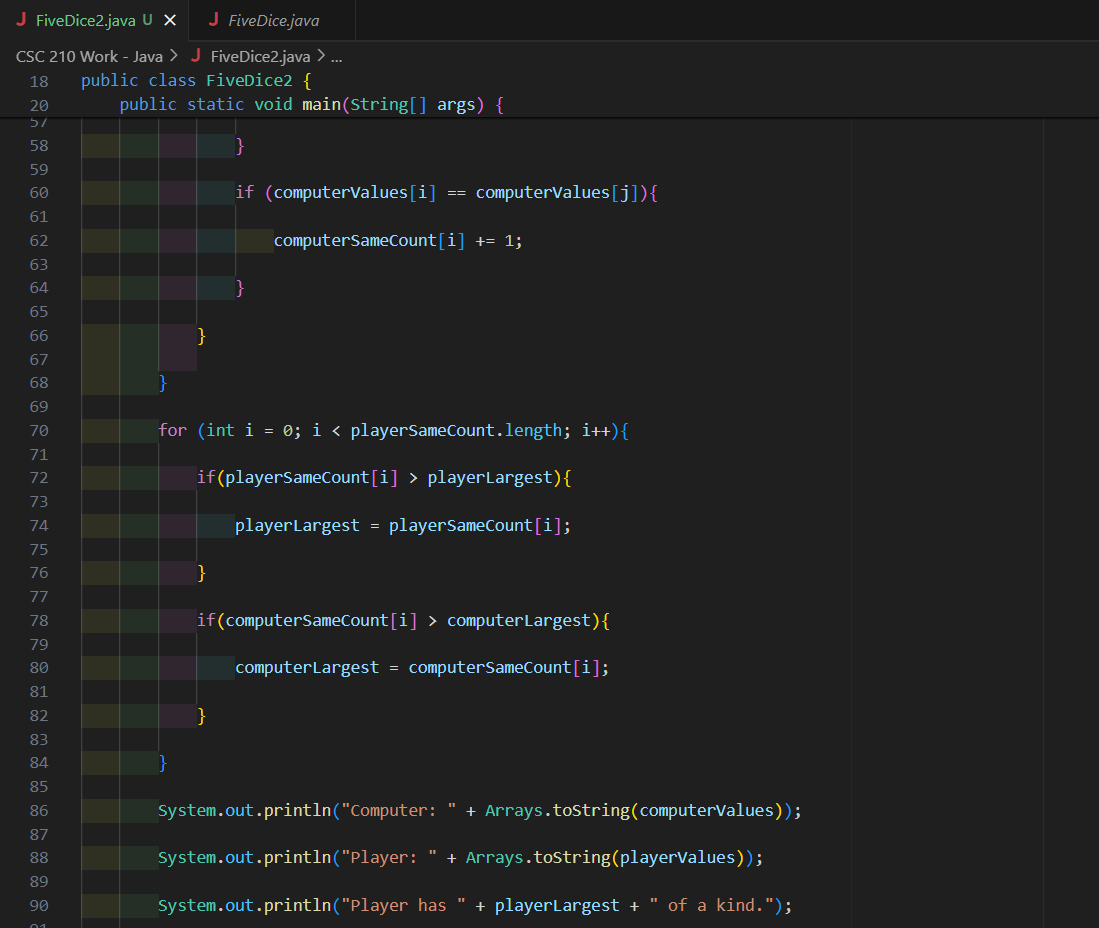 J FiveDice2.java U ×
J FiveDice.java
CSC 210 Work - Java > J FiveDice2.java > ...
18 public class FiveDice2 {
20 public static void main(String[] args) {
57
58 }
59
60 if (computerValues[i] == computerValues[j]){
61
62 computerSameCount[i] += 1;
63
64 }
65
66 }
67
68 }
69
70 for (int i = 0; i < playerSameCount.length; i++){
71
72 if(playerSameCount[i] > playerLargest){
73
74 playerLargest = playerSameCount[i];
75
76 }
77
78 if(computerSameCount[i] > computerLargest){
79
80 computerLargest = computerSameCount[i];
81
82 }
83
84 }
85
86 System.out.println("Computer: " + Arrays.toString(computerValues));
87
88 System.out.println("Player: " + Arrays.toString(playerValues));
89
90 System.out.println("Player has " + playerLargest + " of a kind.");
91